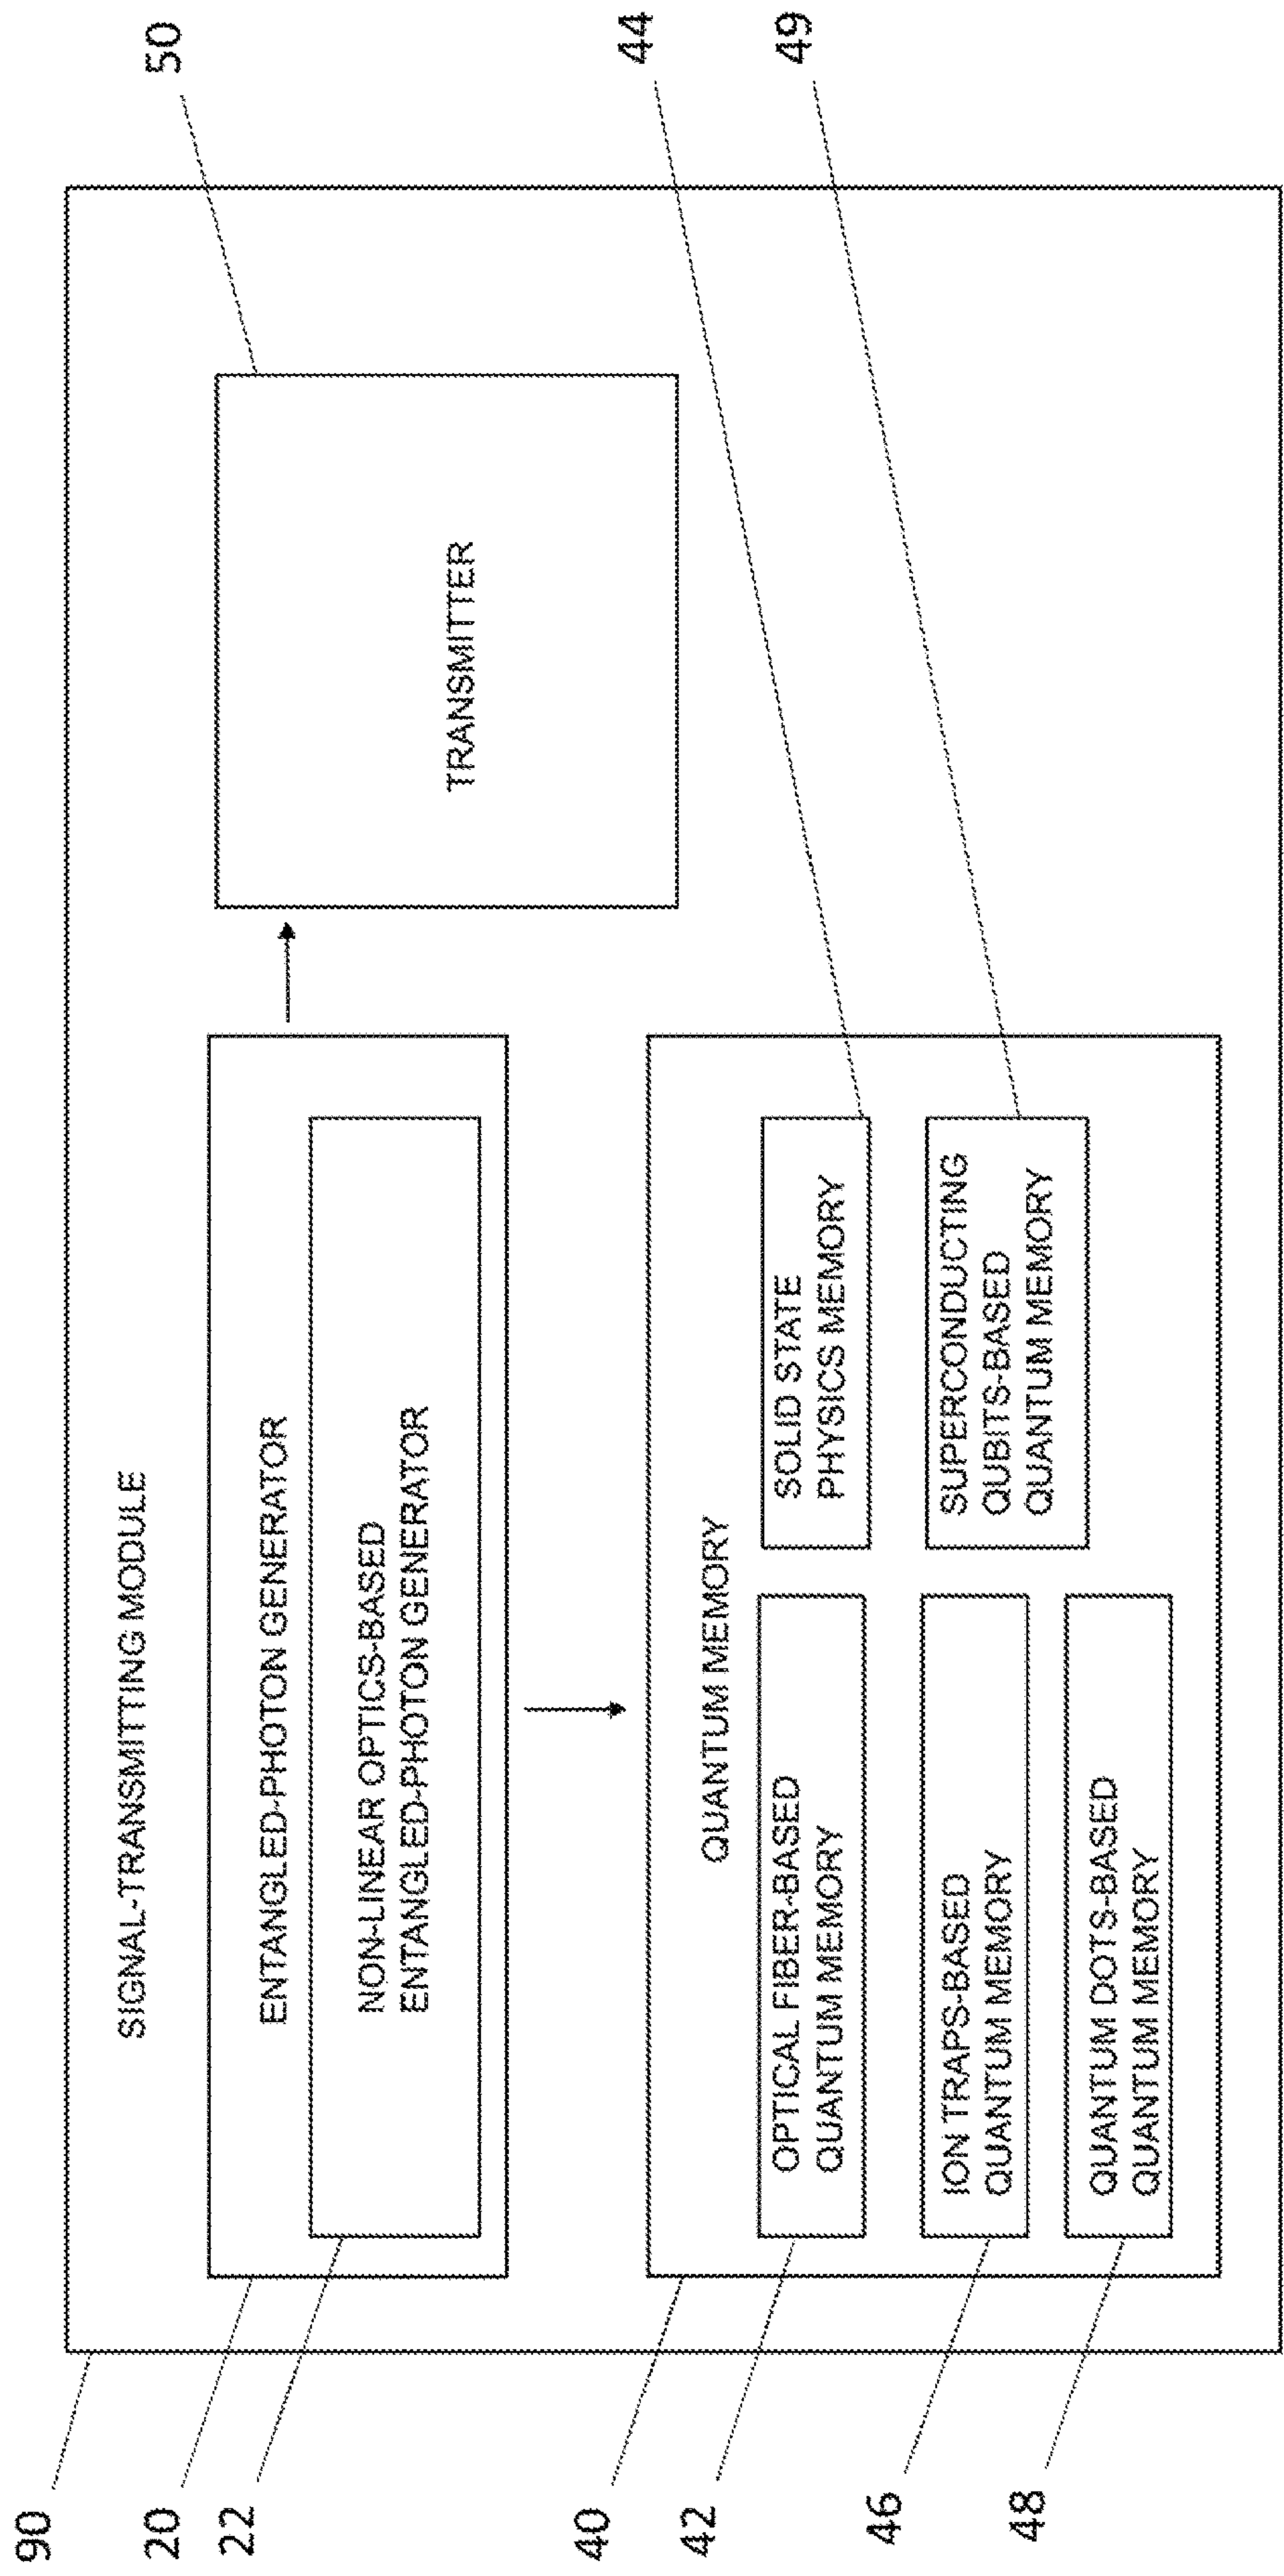 90
SIGNAL-TRANSMITTING MODULE
20
ENTANGLED-PHOTON GENERATOR
22
NON-LINEAR OPTICS-BASED
ENTANGLED-PHOTON GENERATOR
50
TRANSMITTER
40
QUANTUM MEMORY
42
OPTICAL FIBER-BASED
QUANTUM MEMORY
44
SOLID STATE
PHYSICS MEMORY
46
ION TRAPS-BASED
QUANTUM MEMORY
49
SUPERCONDUCTING
QUBITS-BASED
QUANTUM MEMORY
48
QUANTUM DOTS-BASED
QUANTUM MEMORY